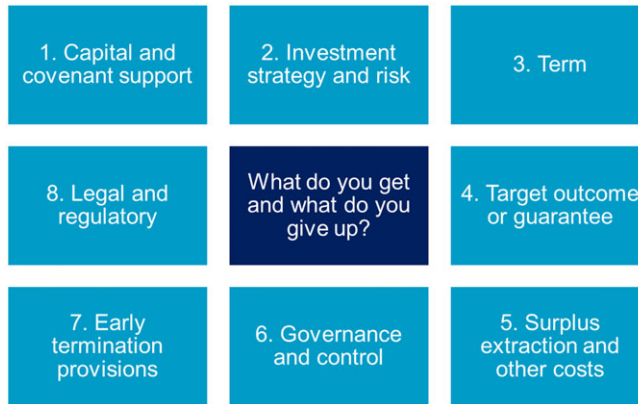 1. Capital and
covenant support
2. Investment
strategy and risk
3. Term
8. Legal and
regulatory
What do you get
and what do you
give up?
4. Target outcome
or guarantee
7. Early
termination
provisions
6. Governance
and control
5. Surplus
extraction and
other costs